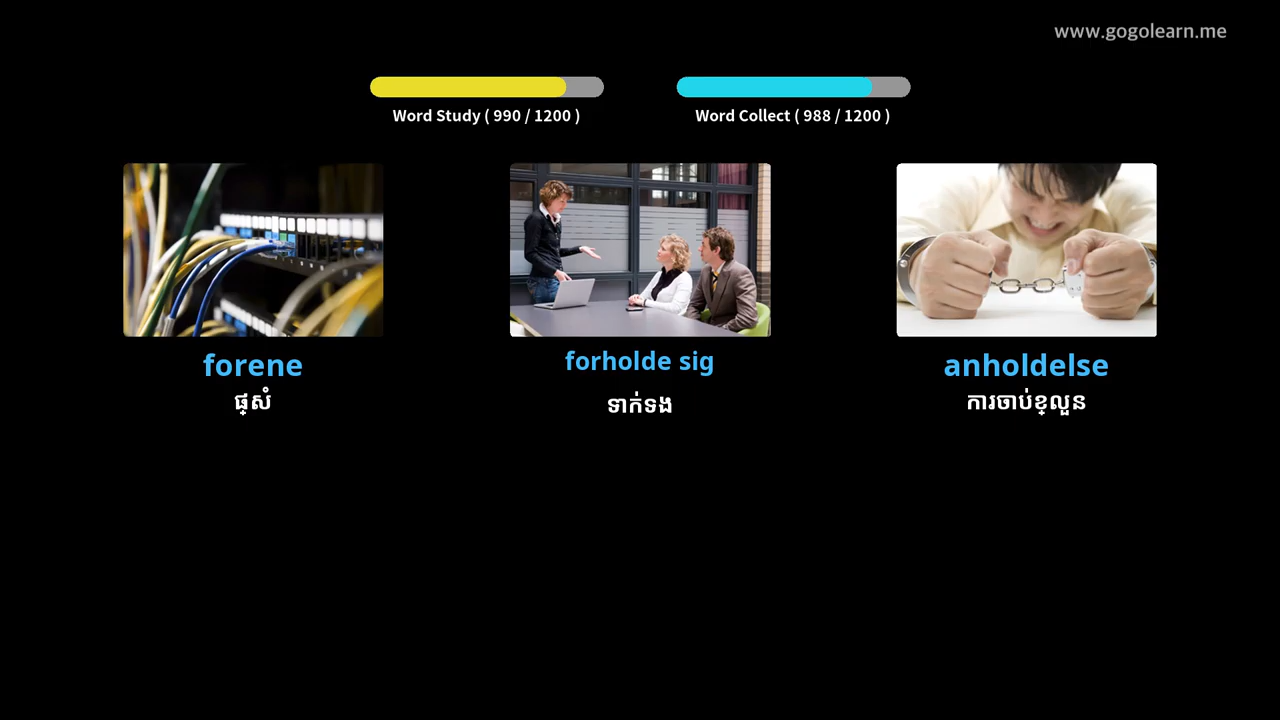 www.gogolearn.me
Word Study ( 990 / 1200 )
Word Collect ( 988 / 1200 )
forene
ផ្សំ
forholde sig
ទាក់ទង
anholdelse
ការចាប់ខ្លួន